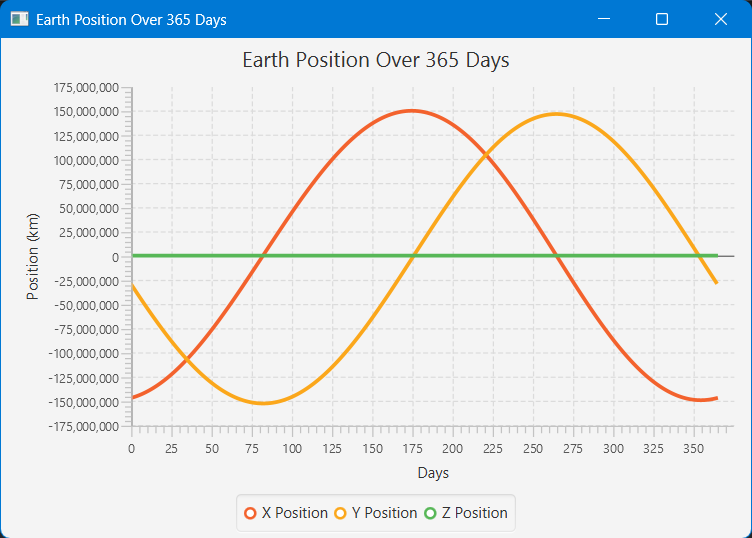 Earth Position Over 365 Days
Earth Position Over 365 Days
175,000,000
150,000,000
125,000,000
100,000,000
75,000,000
50,000,000
25,000,000
0
-25,000,000
-50,000,000
-75,000,000
-100,000,000
-125,000,000
-150,000,000
-175,000,000
Position (km)
0 25 50 75 100 125 150 175 200 225 250 275 300 325 350
Days
X Position Y Position Z Position